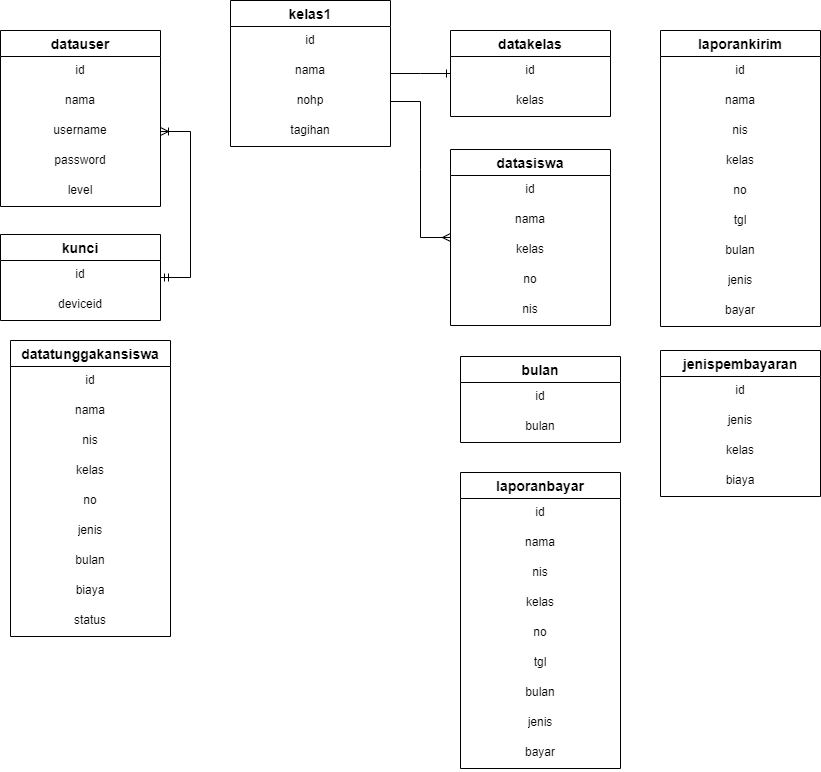 datauser
id
nama
username
password
level
kunci
id
deviceid
datatunggakansiswa
id
nama
nis
kelas
no
jenis
bulan
biaya
status
kelas1
id
nama
nohp
tagihan
datakelas
id
kelas
datasiswa
id
nama
kelas
no
nis
bulan
id
bulan
laporanbayar
id
nama
nis
kelas
no
tgl
bulan
jenis
bayar
laporankirim
id
nama
nis
kelas
no
tgl
bulan
jenis
bayar
jenispembayaran
id
jenis
kelas
biaya